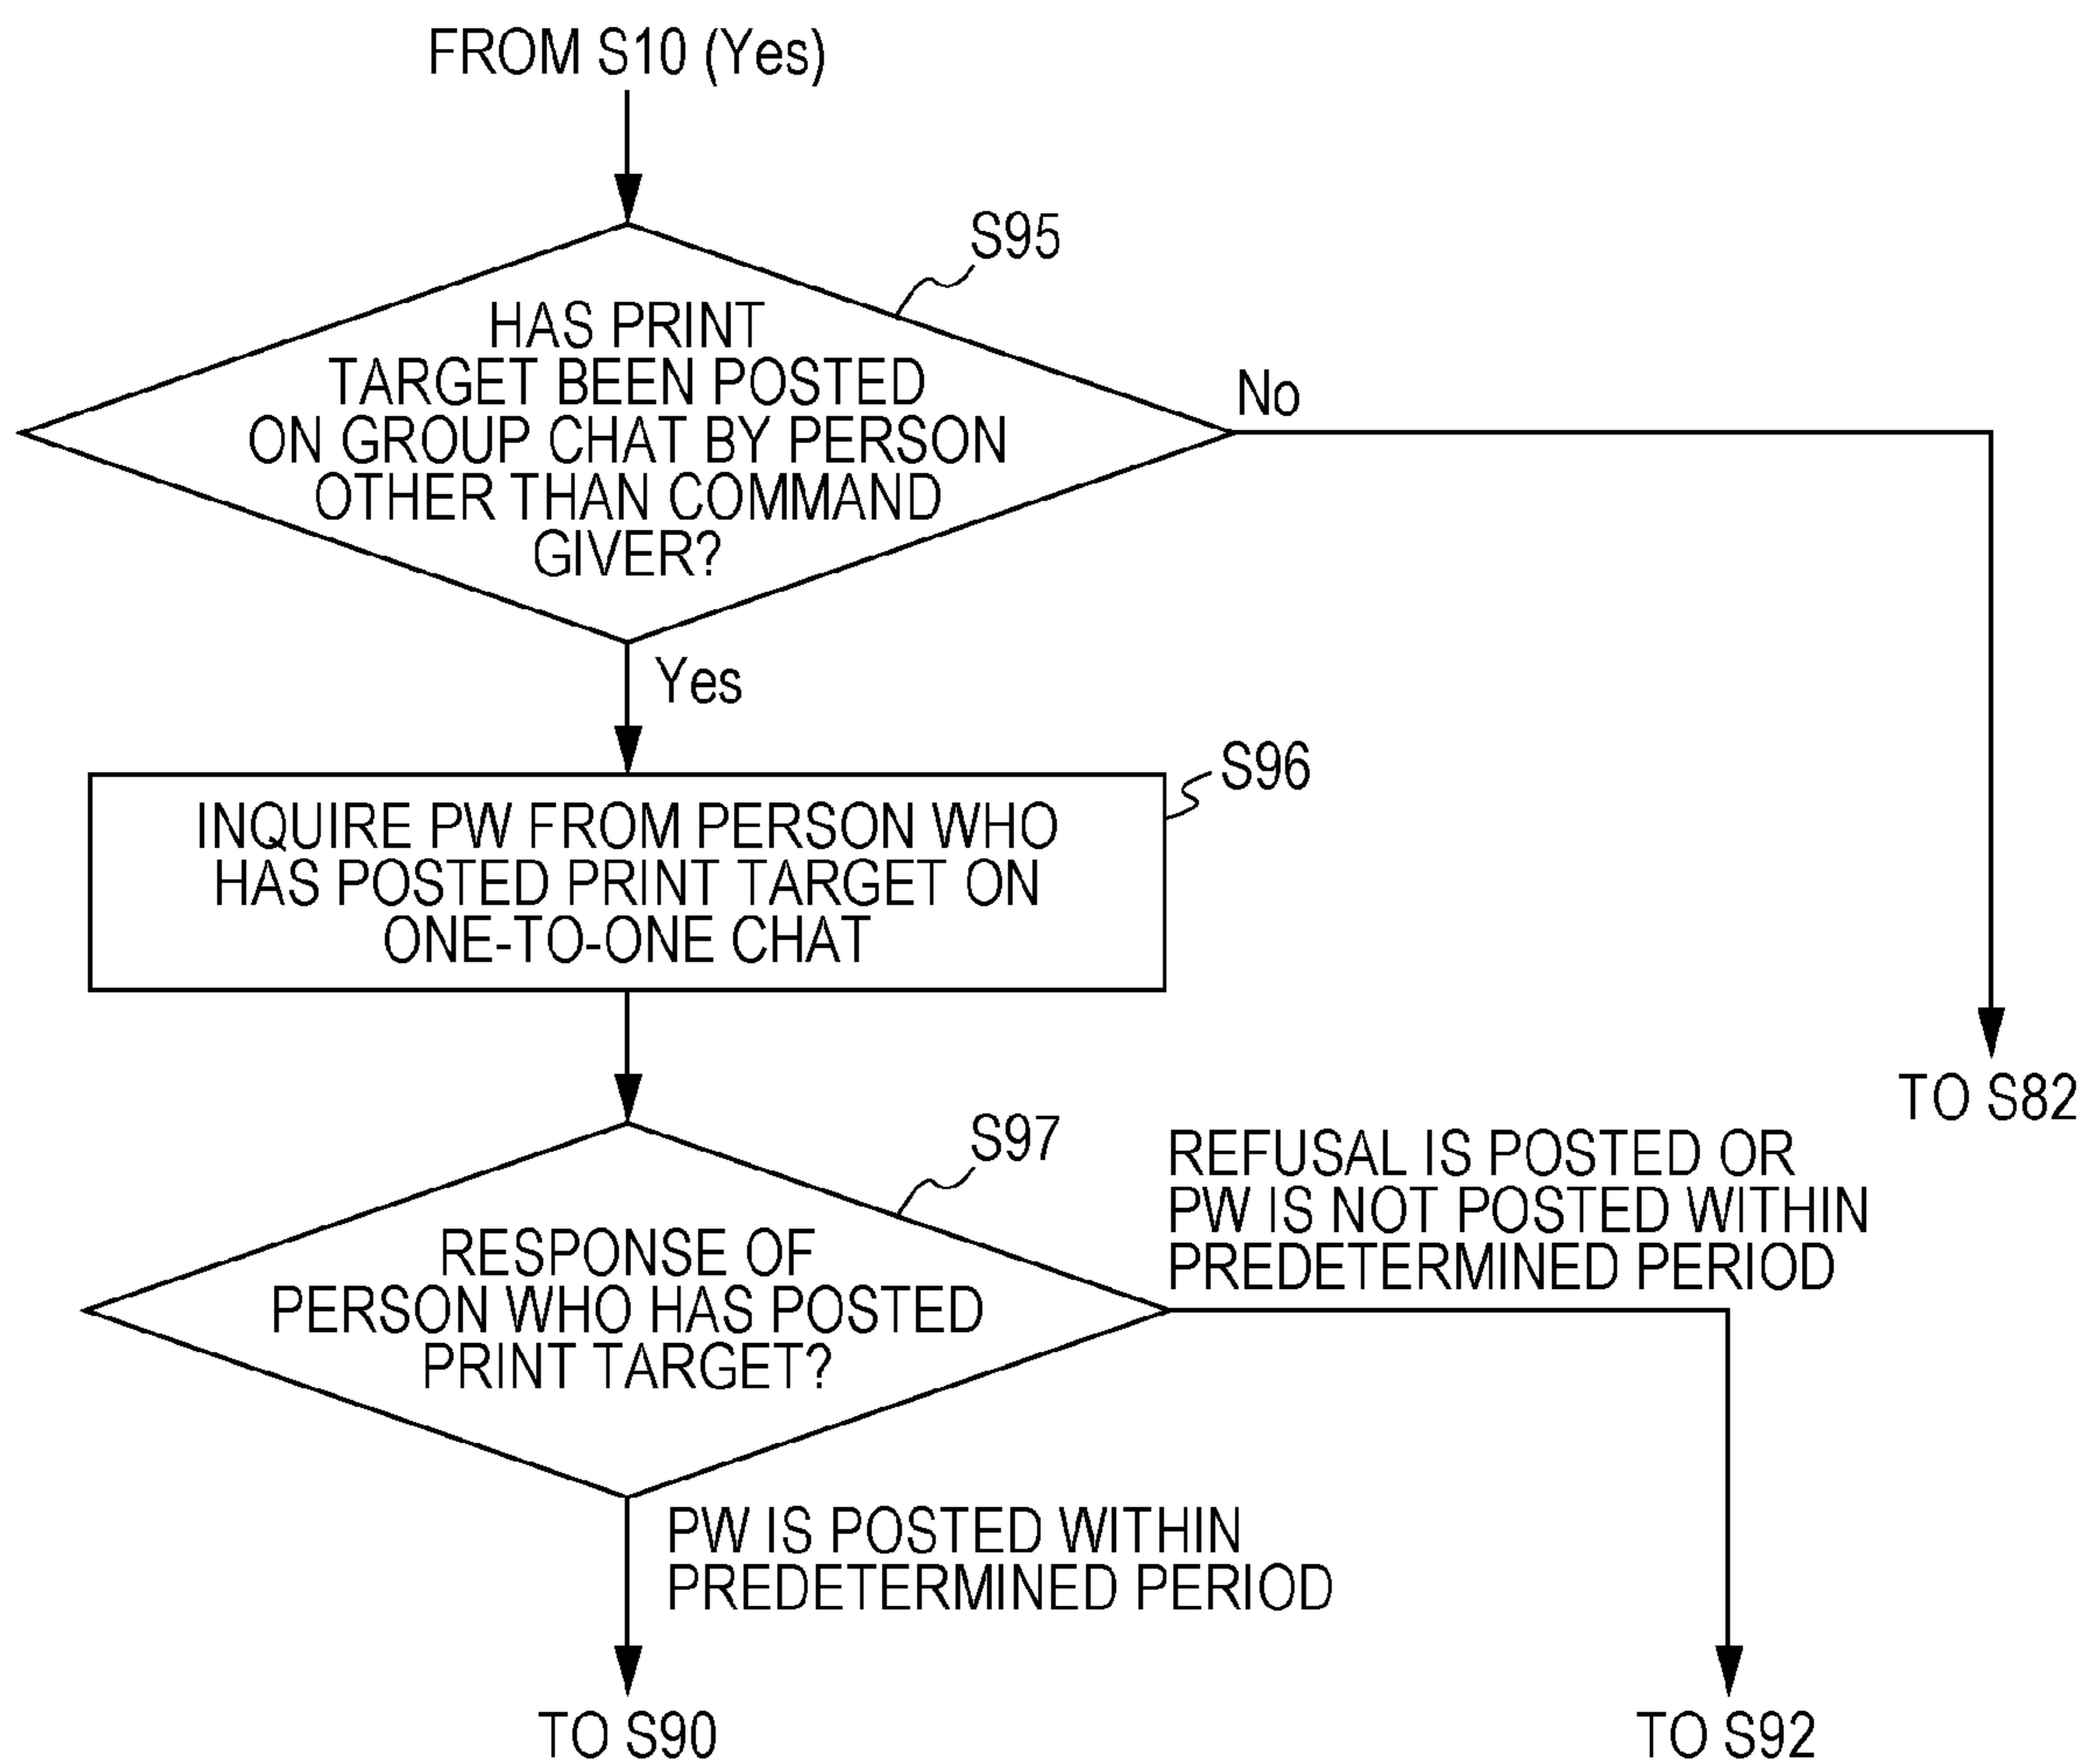 FROM S10 (Yes)
S95
HAS PRINT
TARGET BEEN POSTED
ON GROUP CHAT BY PERSON
OTHER THAN COMMAND
GIVER?
No
Yes
S96
INQUIRE PW FROM PERSON WHO
HAS POSTED PRINT TARGET ON
ONE-TO-ONE CHAT
TO S82
S97
REFUSAL IS POSTED OR
PW IS NOT POSTED WITHIN
PREDETERMINED PERIOD
RESPONSE OF
PERSON WHO HAS POSTED
PRINT TARGET?
PW IS POSTED WITHIN
PREDETERMINED PERIOD
TO S90
TO S92